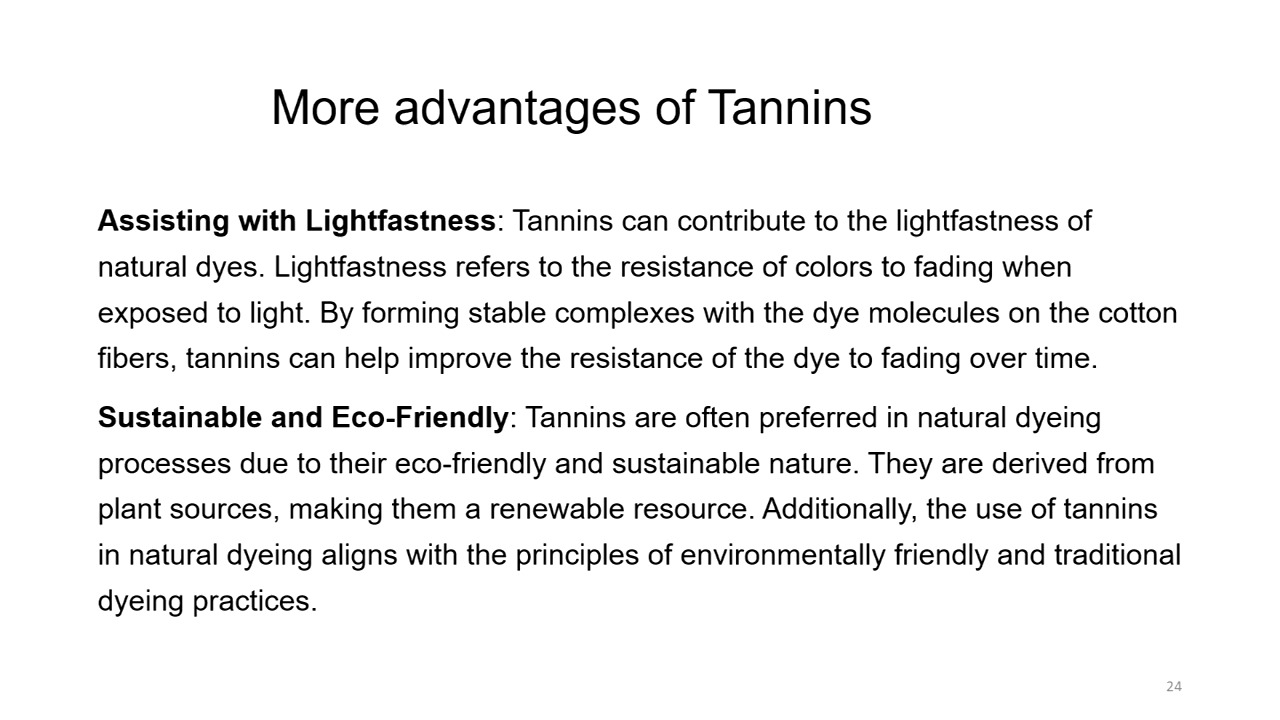 More advantages of Tannins
Assisting with Lightfastness: Tannins can contribute to the lightfastness of
natural dyes. Lightfastness refers to the resistance of colors to fading when
exposed to light. By forming stable complexes with the dye molecules on the cotton
fibers, tannins can help improve the resistance of the dye to fading over time.
Sustainable and Eco-Friendly: Tannins are often preferred in natural dyeing
processes due to their eco-friendly and sustainable nature. They are derived from
plant sources, making them a renewable resource. Additionally, the use of tannins
in natural dyeing aligns with the principles of environmentally friendly and traditional
dyeing practices.
24